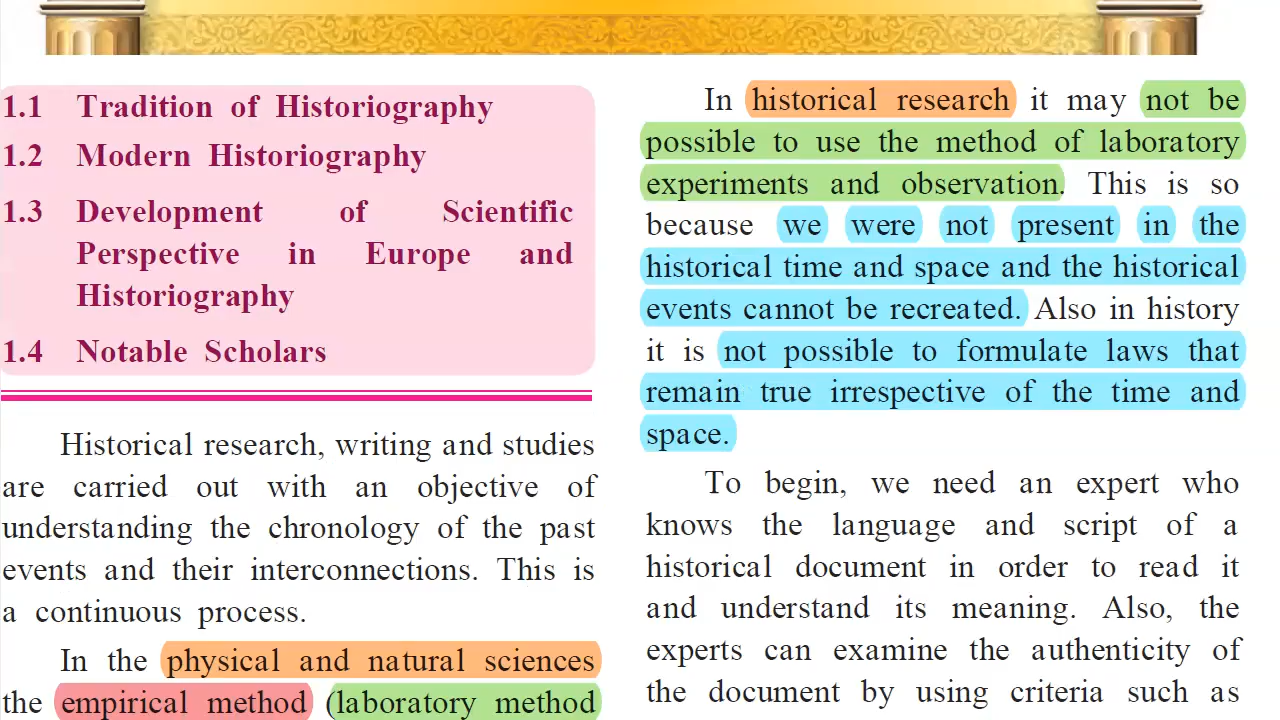 1.1 Tradition of Historiography
1.2 Modern Historiography
1.3 Development of Scientific
Perspective in Europe and
Historiography
1.4 Notable Scholars
Historical research, writing and studies
are carried out with an objective of
understanding the chronology of the past
events and their interconnections. This is
a continuous process.
In the physical and natural sciences
the empirical method (laboratory method
In historical research it may not be
possible to use the method of laboratory
experiments and observation. This is so
because we were not present in the
historical time and space and the historical
events cannot be recreated. Also in history
it is not possible to formulate laws that
remain true irrespective of the time and
space.
To begin, we need an expert who
knows the language and script of a
historical document in order to read it
and understand its meaning. Also, the
experts can examine the authenticity of
the document by using criteria such as